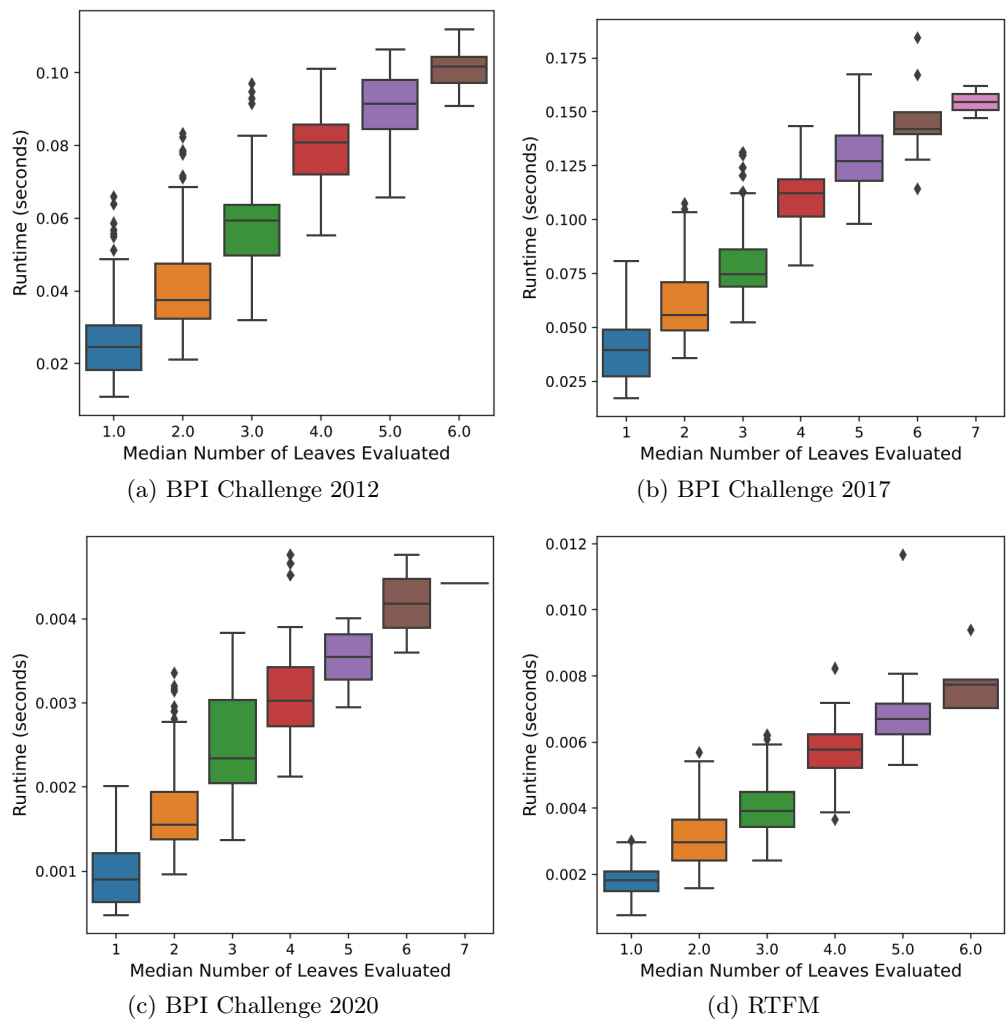 Runtime (seconds)
0.10
0.08
0.06
0.04
0.02
1.0 2.0 3.0 4.0 5.0 6.0
Median Number of Leaves Evaluated
(a) BPI Challenge 2012
Runtime (seconds)
0.175
0.150
0.125
0.100
0.075
0.050
0.025
1 2 3 4 5 6 7
Median Number of Leaves Evaluated
(b) BPI Challenge 2017
Runtime (seconds)
0.004
0.003
0.002
0.001
1 2 3 4 5 6 7
Median Number of Leaves Evaluated
(c) BPI Challenge 2020
Runtime (seconds)
0.012
0.010
0.008
0.006
0.004
0.002
1.0 2.0 3.0 4.0 5.0 6.0
Median Number of Leaves Evaluated
(d) RTFM